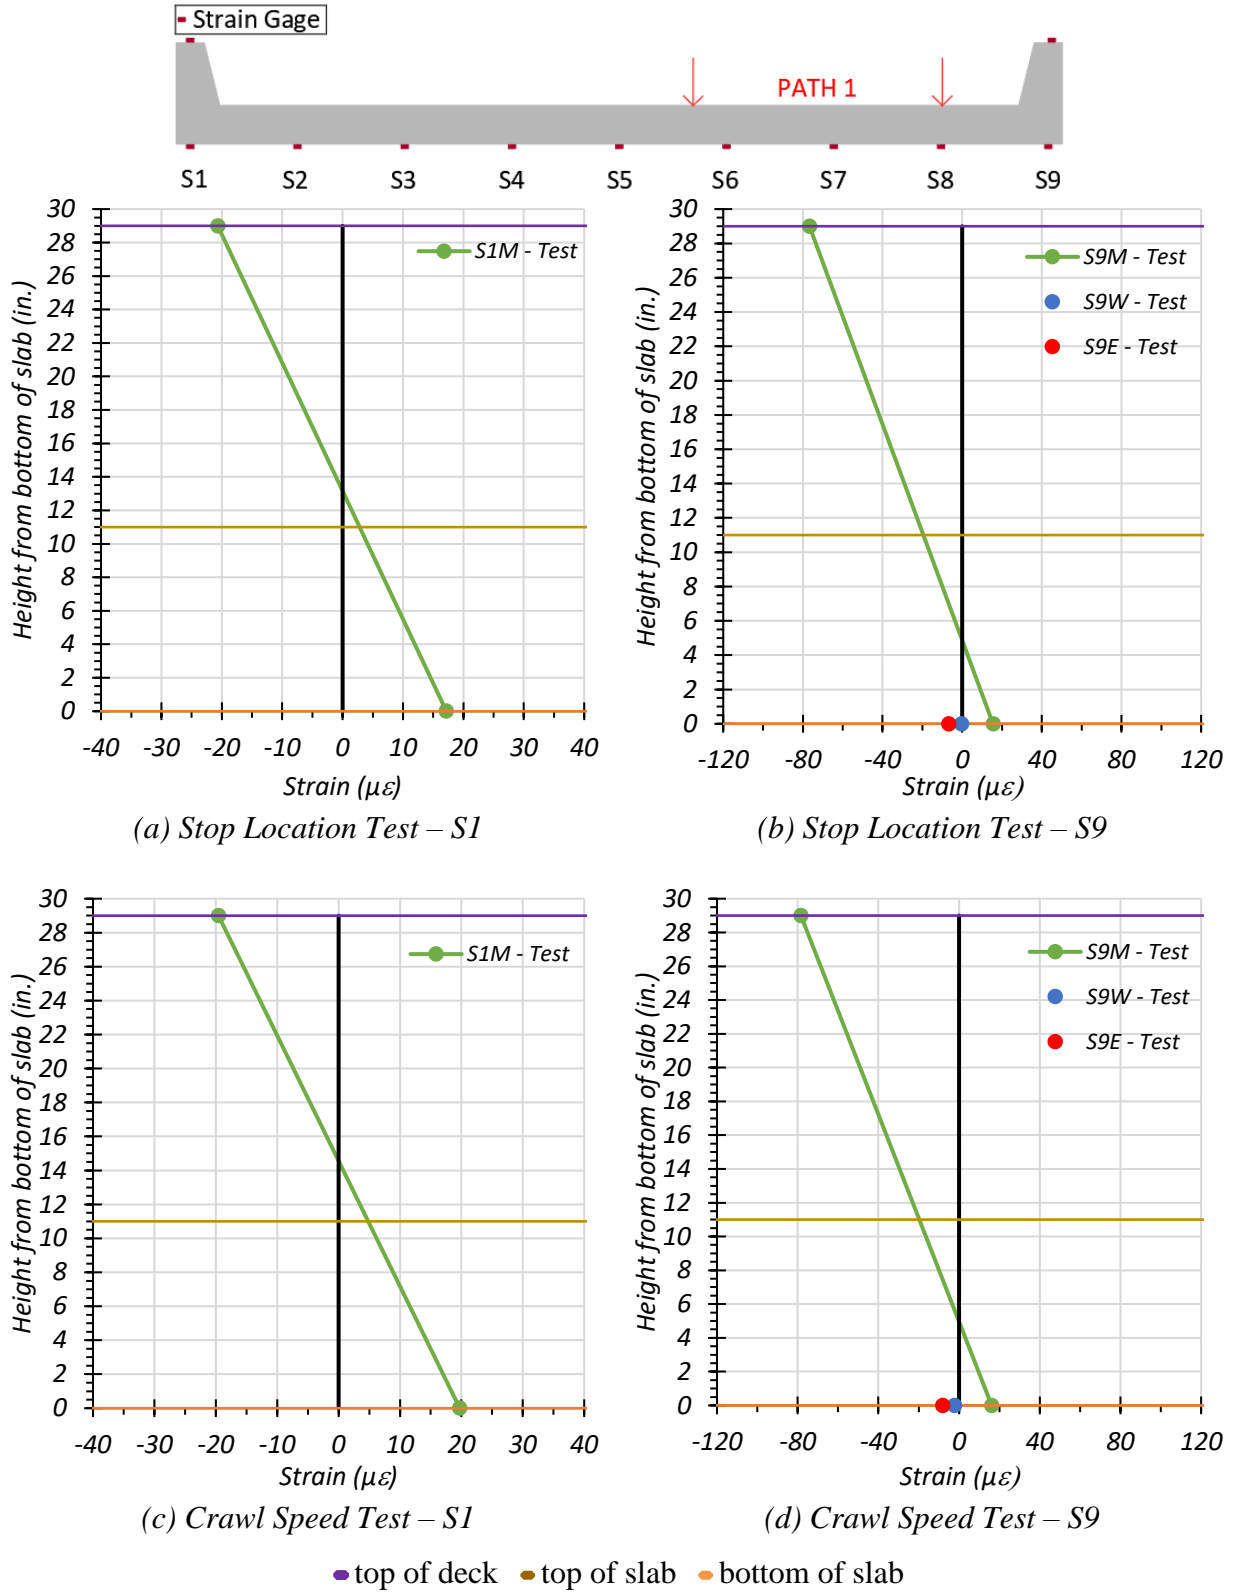 Strain Gage
PATH 1
S1 S2 S3 S4 S5 S6 S7 S8 S9
Height from bottom of slab (in.)
30
28
26
24
22
20
18
16
14
12
10
8
6
4
2
0
S1M - Test
-40 -30 -20 -10 0 10 20 30 40
Strain (με)
(a) Stop Location Test – S1
Height from bottom of slab (in.)
30
28
26
24
22
20
18
16
14
12
10
8
6
4
2
0
S9M - Test
S9W - Test
S9E - Test
-120 -80 -40 0 40 80 120
Strain (με)
(b) Stop Location Test – S9
Height from bottom of slab (in.)
30
28
26
24
22
20
18
16
14
12
10
8
6
4
2
0
S1M - Test
-40 -30 -20 -10 0 10 20 30 40
Strain (με)
(c) Crawl Speed Test – S1
Height from bottom of slab (in.)
30
28
26
24
22
20
18
16
14
12
10
8
6
4
2
0
S9M - Test
S9W - Test
S9E - Test
-120 -80 -40 0 40 80 120
Strain (με)
(d) Crawl Speed Test – S9
top of deck top of slab bottom of slab